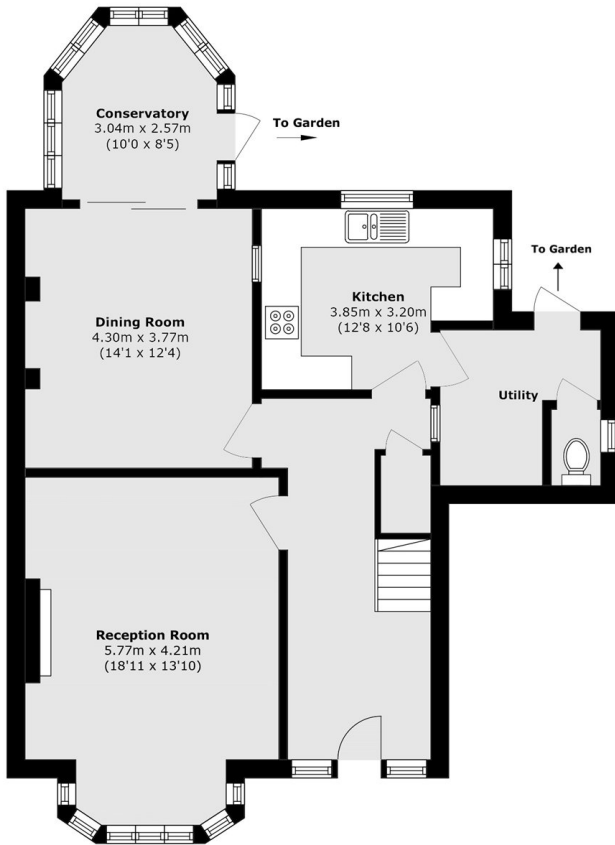 Conservatory
3.04m x 2.57m
(10'0 x 8'5)
To Garden
To Garden
Kitchen
3.85m x 3.20m
(12'8 x 10'6)
Dining Room
4.30m x 3.77m
(14'1 x 12'4)
Utility
Reception Room
5.77m x 4.21m
(18'11 x 13'10)